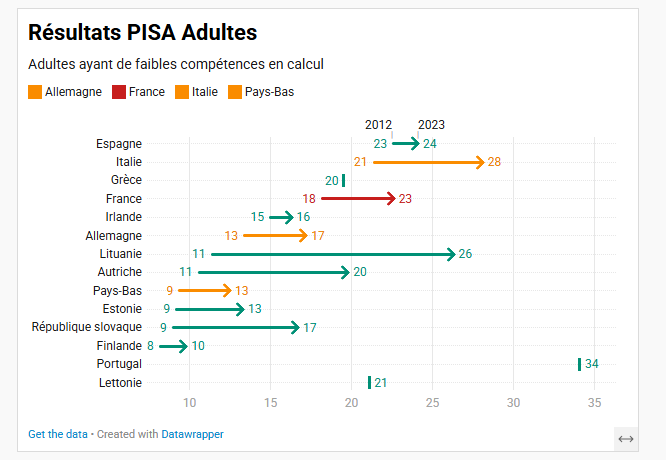 Résultats PISA Adultes
Adultes ayant de faibles compétences en calcul
Allemagne France Italie Pays-Bas
2012 2023
Espagne 23 24
Italie 21 28
Grèce 20
France 18 23
Irlande 15 16
Allemagne 13 17
Lituanie 11 26
Autriche 11 20
Pays-Bas 9 13
Estonie 9 13
République slovaque 9 17
Finlande 8 10
Portugal 34
Lettonie 21
10 15 20 25 30 35
Get the data • Created with Datawrapper